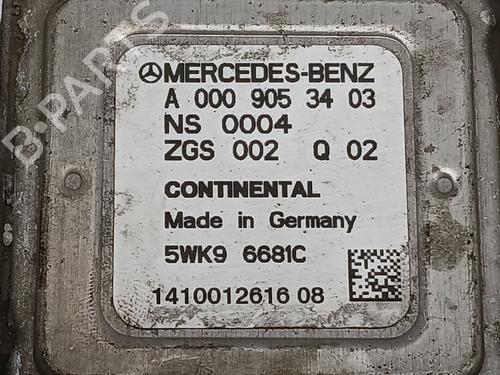 MERCEDES-BENZ
A 000 905 34 03
NS 0004
ZGS 002 Q 02
CONTINENTAL
Made in Germany
5WK9 6681C
1410012616 08
B-PARTS